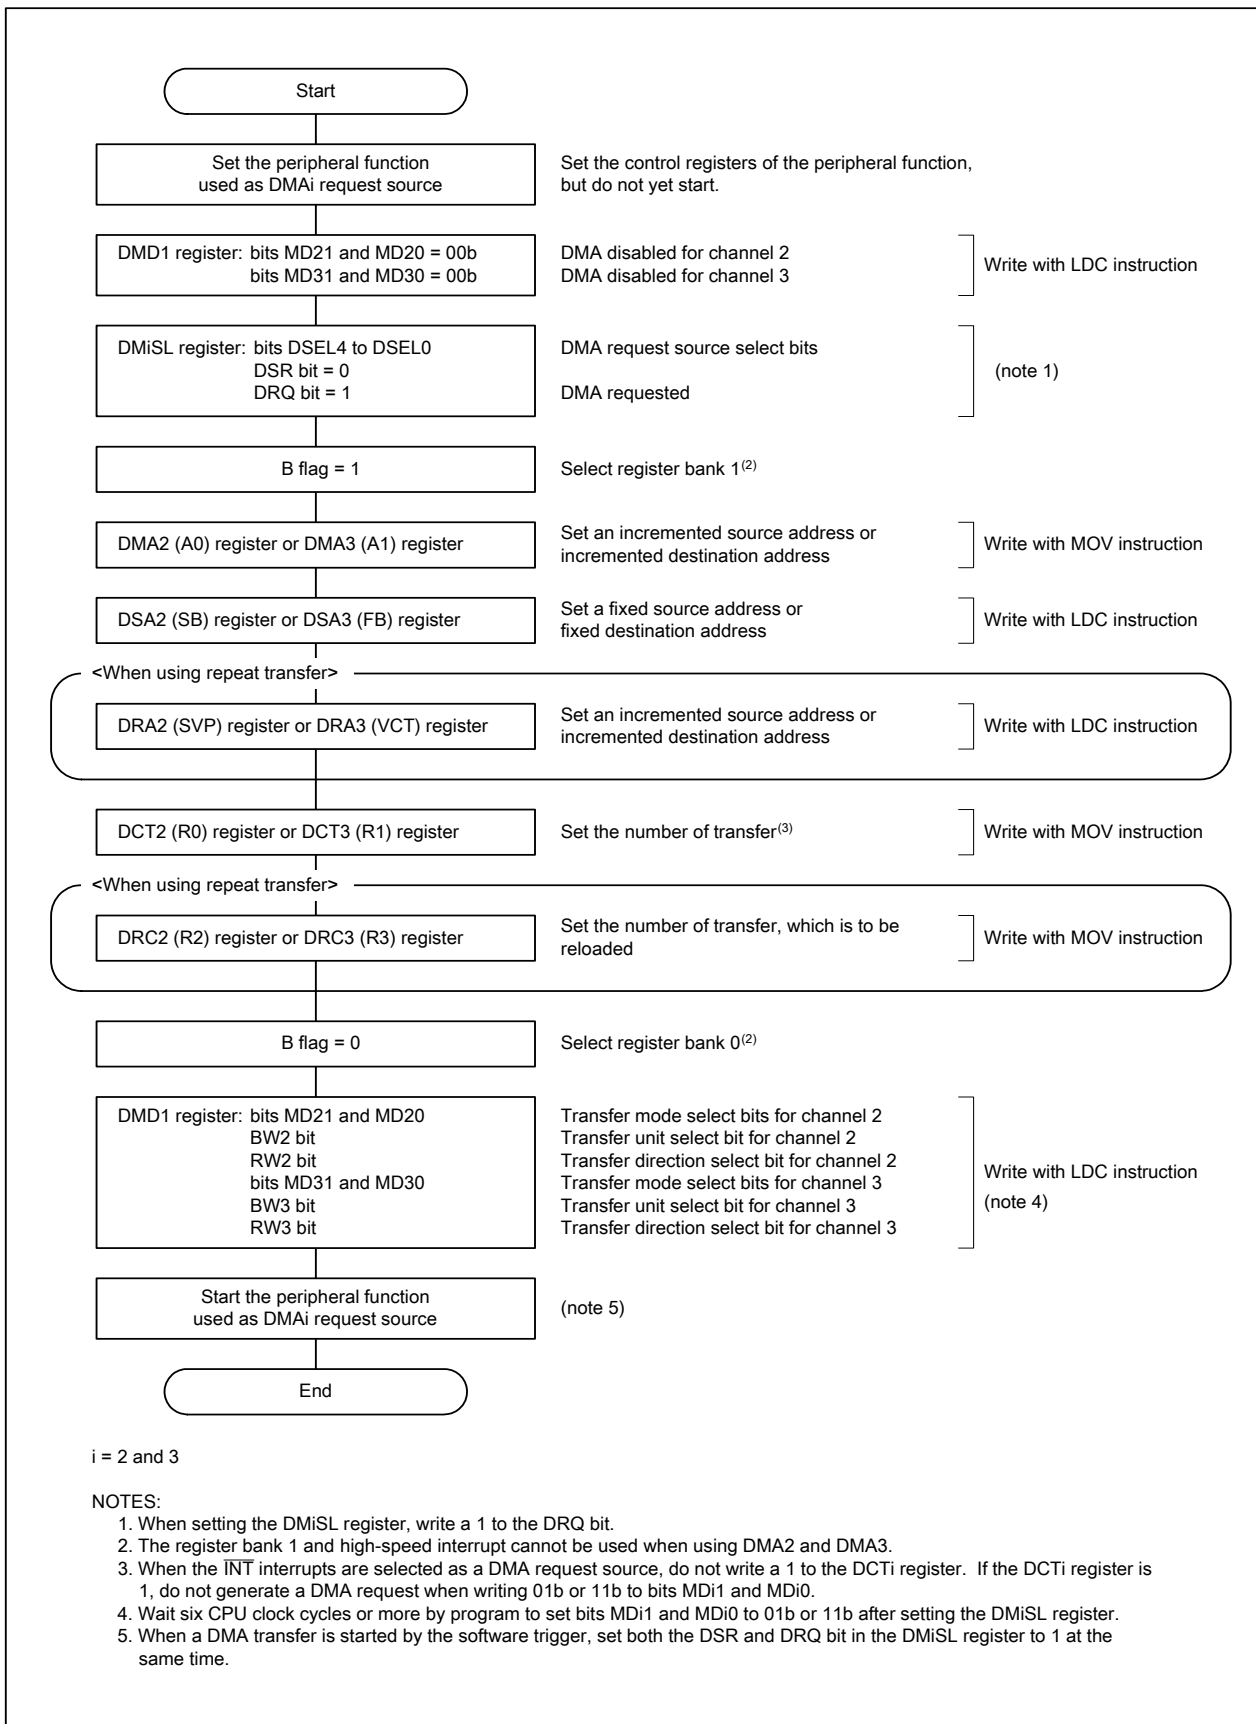 Start
Set the peripheral function
used as DMAi request source
Set the control registers of the peripheral function,
but do not yet start.
DMD1 register: bits MD21 and MD20 = 00b
bits MD31 and MD30 = 00b
DMA disabled for channel 2
DMA disabled for channel 3
Write with LDC instruction
DMiSL register: bits DSEL4 to DSEL0
DSR bit = 0
DRQ bit = 1
DMA request source select bits
DMA requested
(note 1)
B flag = 1
Select register bank 1(2)
DMA2 (A0) register or DMA3 (A1) register
Set an incremented source address or
incremented destination address
Write with MOV instruction
DSA2 (SB) register or DSA3 (FB) register
Set a fixed source address or
fixed destination address
Write with LDC instruction
<When using repeat transfer>
DRA2 (SVP) register or DRA3 (VCT) register
Set an incremented source address or
incremented destination address
Write with LDC instruction
DCT2 (R0) register or DCT3 (R1) register
Set the number of transfer(3)
Write with MOV instruction
<When using repeat transfer>
DRC2 (R2) register or DRC3 (R3) register
Set the number of transfer, which is to be
reloaded
Write with MOV instruction
B flag = 0
Select register bank 0(2)
DMD1 register: bits MD21 and MD20
BW2 bit
RW2 bit
bits MD31 and MD30
BW3 bit
RW3 bit
Transfer mode select bits for channel 2
Transfer unit select bit for channel 2
Transfer direction select bit for channel 2
Transfer mode select bits for channel 3
Transfer unit select bit for channel 3
Transfer direction select bit for channel 3
Write with LDC instruction
(note 4)
Start the peripheral function
used as DMAi request source
(note 5)
End
i = 2 and 3
NOTES:
1. When setting the DMiSL register, write a 1 to the DRQ bit.
2. The register bank 1 and high-speed interrupt cannot be used when using DMA2 and DMA3.
3. When the INT interrupts are selected as a DMA request source, do not write a 1 to the DCTi register. If the DCTi register is
1, do not generate a DMA request when writing 01b or 11b to bits MDi1 and MDi0.
4. Wait six CPU clock cycles or more by program to set bits MDi1 and MDi0 to 01b or 11b after setting the DMiSL register.
5. When a DMA transfer is started by the software trigger, set both the DSR and DRQ bit in the DMiSL register to 1 at the
same time.